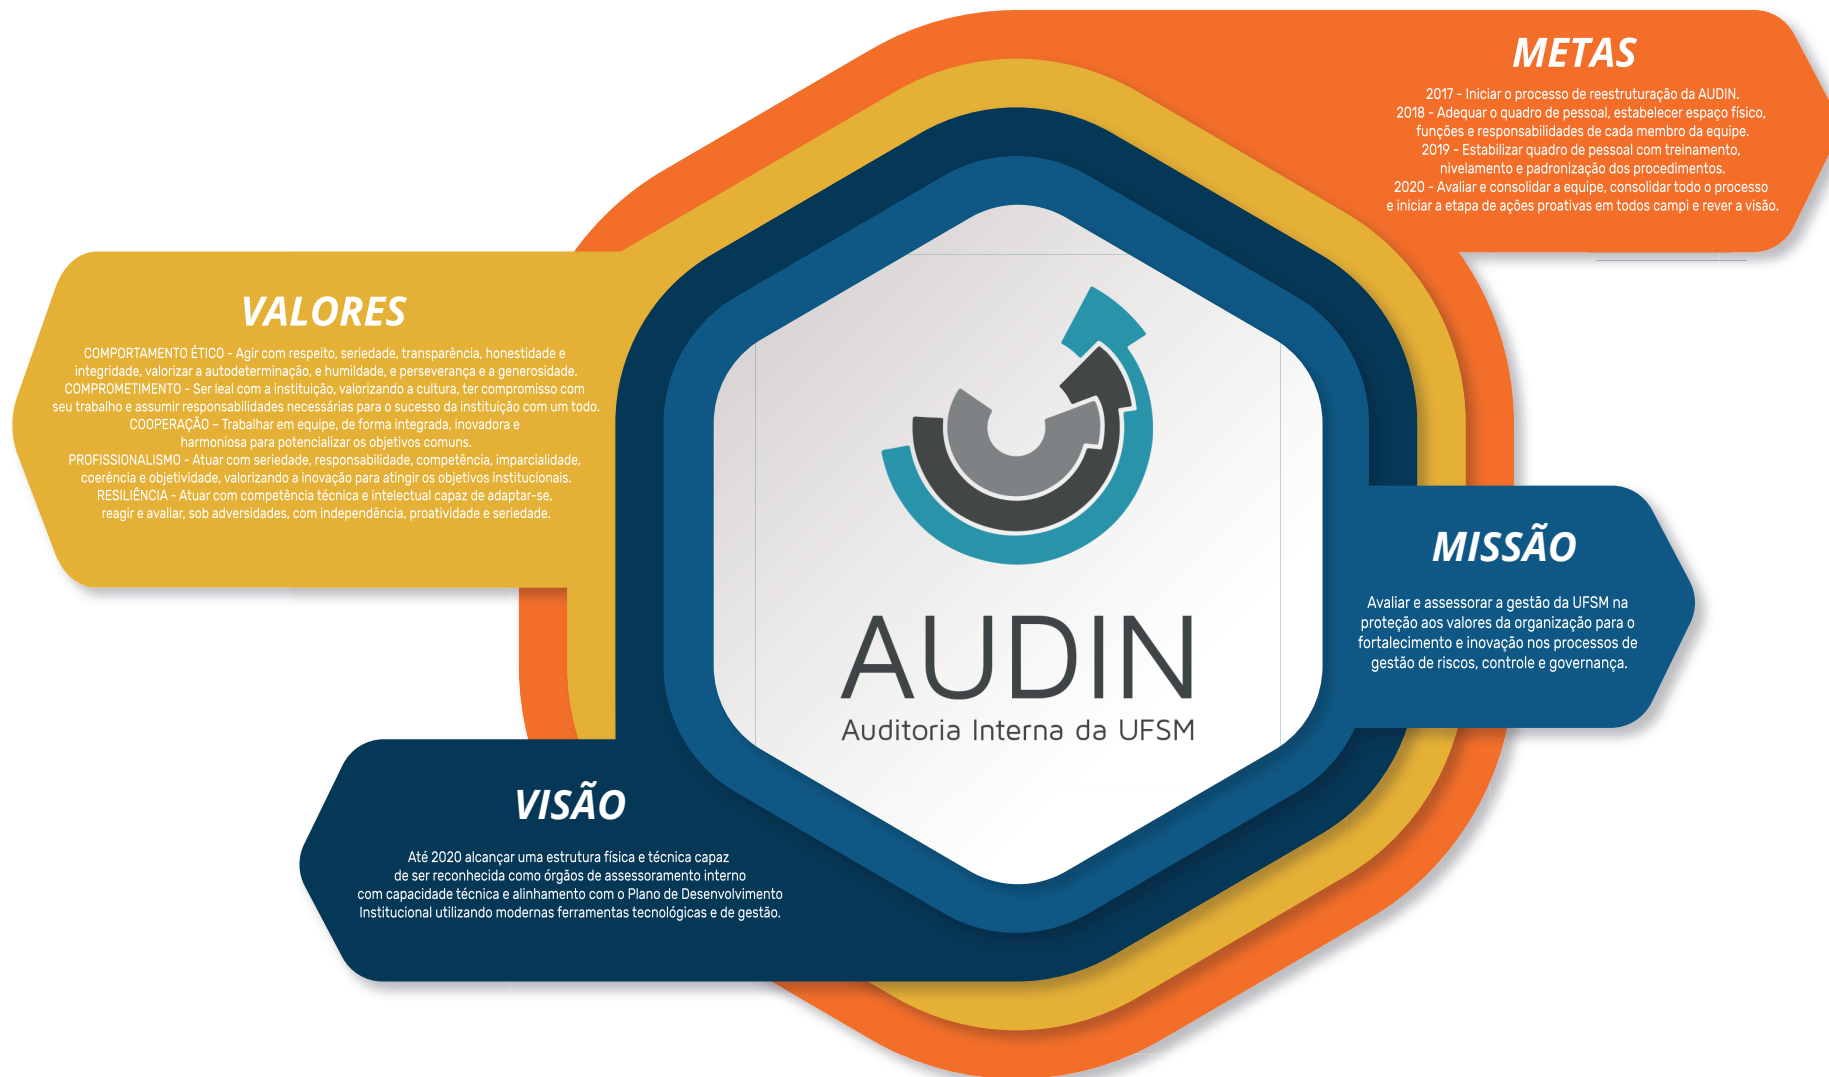 METAS
2017 - Iniciar o processo de reestruturação da AUDIN.
2018 - Adequar o quadro de pessoal, estabelecer espaço físico,
funções e responsabilidades de cada membro da equipe.
2019 - Estabilizar quadro de pessoal com treinamento,
nivelamento e padronização dos procedimentos.
2020 - Avaliar e consolidar a equipe, consolidar todo o processo
e iniciar a etapa de ações proativas em todos campi e rever a visão.
VALORES
COMPORTAMENTO ÉTICO - Agir com respeito, seriedade, transparência, honestidade e
integridade, valorizar a autodeterminação, e humildade, e perseverança e a generosidade.
COMPROMETIMENTO - Ser leal com a instituição, valorizando a cultura, ter compromisso com
seu trabalho e assumir responsabilidades necessárias para o sucesso da instituição com um todo.
COOPERAÇÃO – Trabalhar em equipe, de forma integrada, inovadora e
harmoniosa para potencializar os objetivos comuns.
PROFISSIONALISMO - Atuar com seriedade, responsabilidade, competência, imparcialidade,
coerência e objetividade, valorizando a inovação para atingir os objetivos institucionais.
RESILIÊNCIA - Atuar com competência técnica e intelectual capaz de adaptar-se,
reagir e avaliar, sob adversidades, com independência, proatividade e seriedade.
AUDIN
Auditoria Interna da UFSM
MISSÃO
Avaliar e assessorar a gestão da UFSM na
proteção aos valores da organização para o
fortalecimento e inovação nos processos de
gestão de riscos, controle e governança.
VISÃO
Até 2020 alcançar uma estrutura física e técnica capaz
de ser reconhecida como órgãos de assessoramento interno
com capacidade técnica e alinhamento com o Plano de Desenvolvimento
Institucional utilizando modernas ferramentas tecnológicas e de gestão.